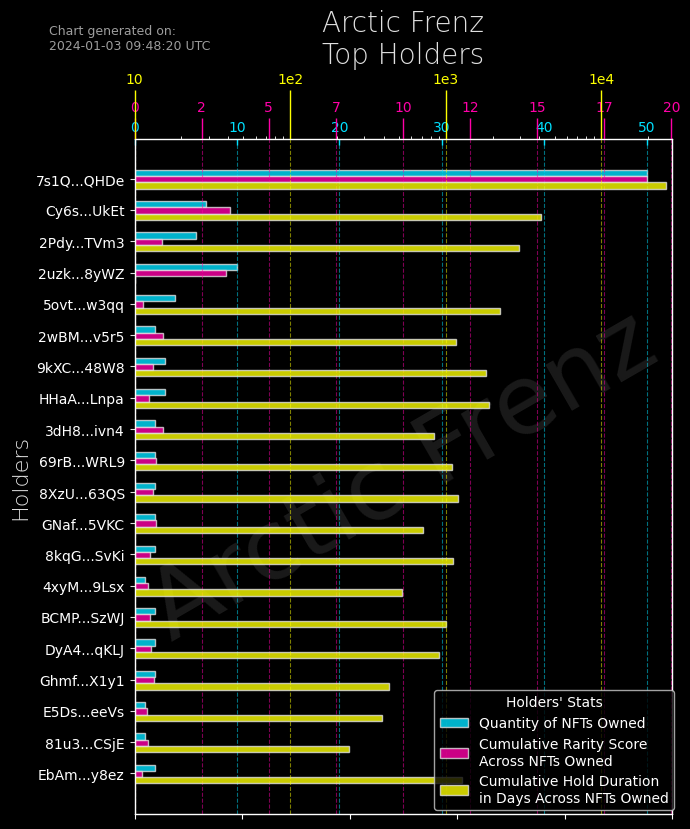 Chart generated on:
2024-01-03 09:48:20 UTC
Arctic Frenz
Top Holders
10 1e2 1e3 1e4
0 2 5 7 10 12 15 17 20
0 10 20 30 40 50
Holders
7s1Q...QHDe
Cy6s...UkEt
2Pdy...TVm3
2uzk...8yWZ
5ovt...w3qq
2wBM...v5r5
9kXC...48W8
HHaA...Lnpa
3dH8...ivn4
69rB...WRL9
8XzU...63QS
GNaf...5VKC
8kqG...SvKi
4xyM...9Lsx
BCMP...SzWJ
DyA4...qKLJ
Ghmf...X1y1
E5Ds...eeVs
81u3...CSjE
EbAm...y8ez
Arctic Frenz
Holders' Stats
Quantity of NFTs Owned
Cumulative Rarity Score
Across NFTs Owned
Cumulative Hold Duration
in Days Across NFTs Owned